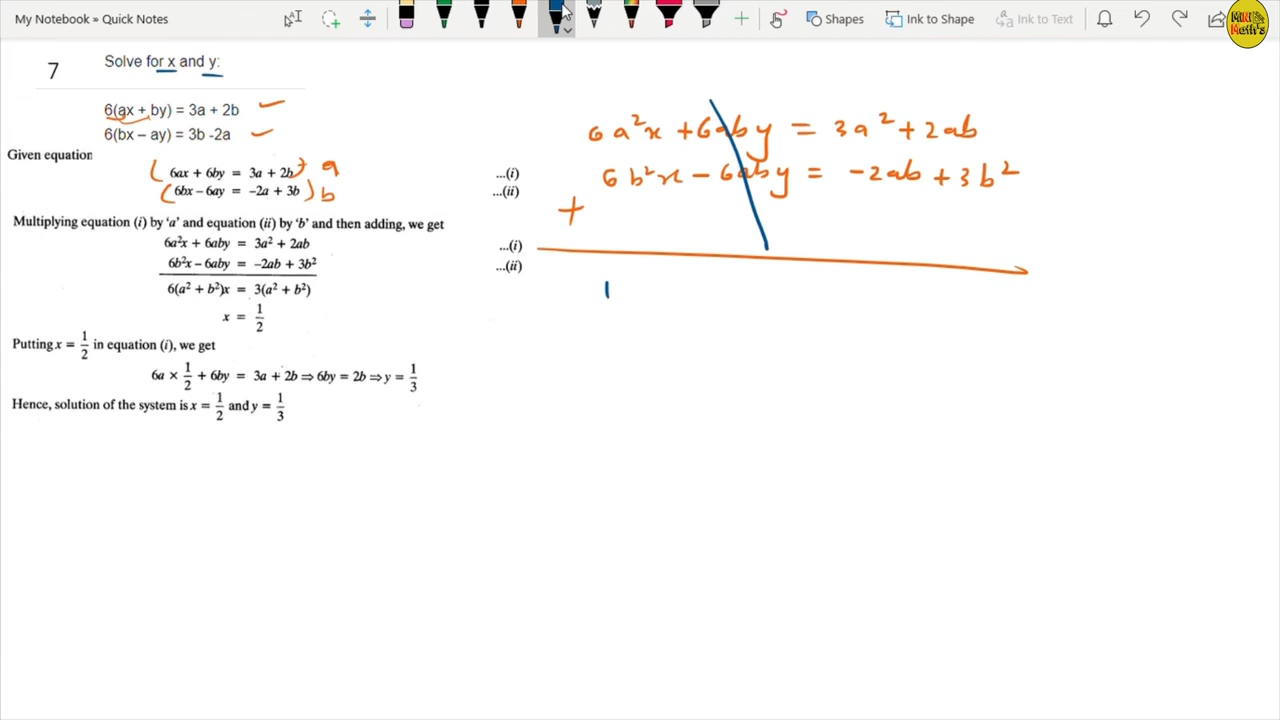 My Notebook » Quick Notes
Shapes
Ink to Shape
Ink to Text
MINI Math's
7
Solve for x and y:
6(ax + by) = 3a + 2b
6(bx – ay) = 3b -2a
Given equation
(6ax + 6by = 3a + 2b) a ...(i)
(6bx – 6ay = –2a + 3b) b ...(ii)
Multiplying equation (i) by ‘a’ and equation (ii) by ‘b’ and then adding, we get
6a²x + 6aby = 3a² + 2ab ...(i)
6b²x – 6aby = –2ab + 3b² ...(ii)
6(a² + b²)x = 3(a² + b²)
x = 1/2
Putting x = 1/2 in equation (i), we get
6a × 1/2 + 6by = 3a + 2b ⇒ 6by = 2b ⇒ y = 1/3
Hence, solution of the system is x = 1/2 and y = 1/3
6a²x + 6aby = 3a² + 2ab
6b²x – 6aby = -2ab + 3b²
+